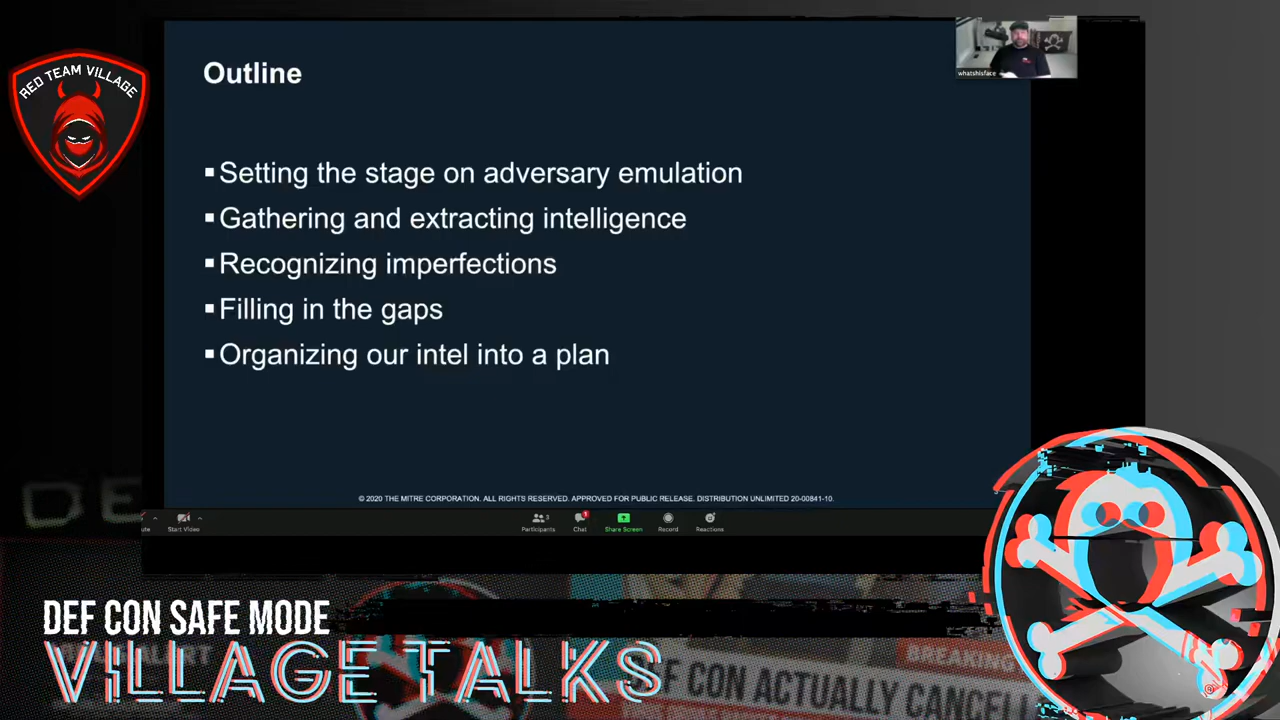 RED TEAM VILLAGE
Outline
whatshisface
▪Setting the stage on adversary emulation
▪Gathering and extracting intelligence
▪Recognizing imperfections
▪Filling in the gaps
▪Organizing our intel into a plan
© 2020 THE MITRE CORPORATION. ALL RIGHTS RESERVED. APPROVED FOR PUBLIC RELEASE. DISTRIBUTION UNLIMITED 20-00841-10.
Start Video
Participants
3
Chat
1
Share Screen
Record
Reactions
DEF CON SAFE MODE
VILLAGE TALKS
BREAKING
DEF CON ACTUALLY CANCEL